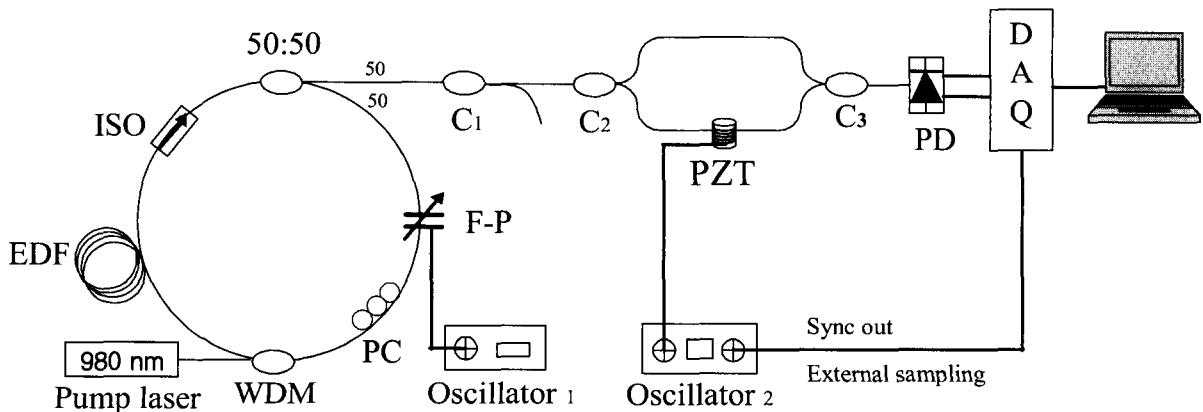 50:50
50
50
ISO
C1
C2
C3
D
A
Q
PD
PZT
F-P
EDF
PC
980 nm
WDM
Pump laser
Oscillator 1
Oscillator 2
Sync out
External sampling